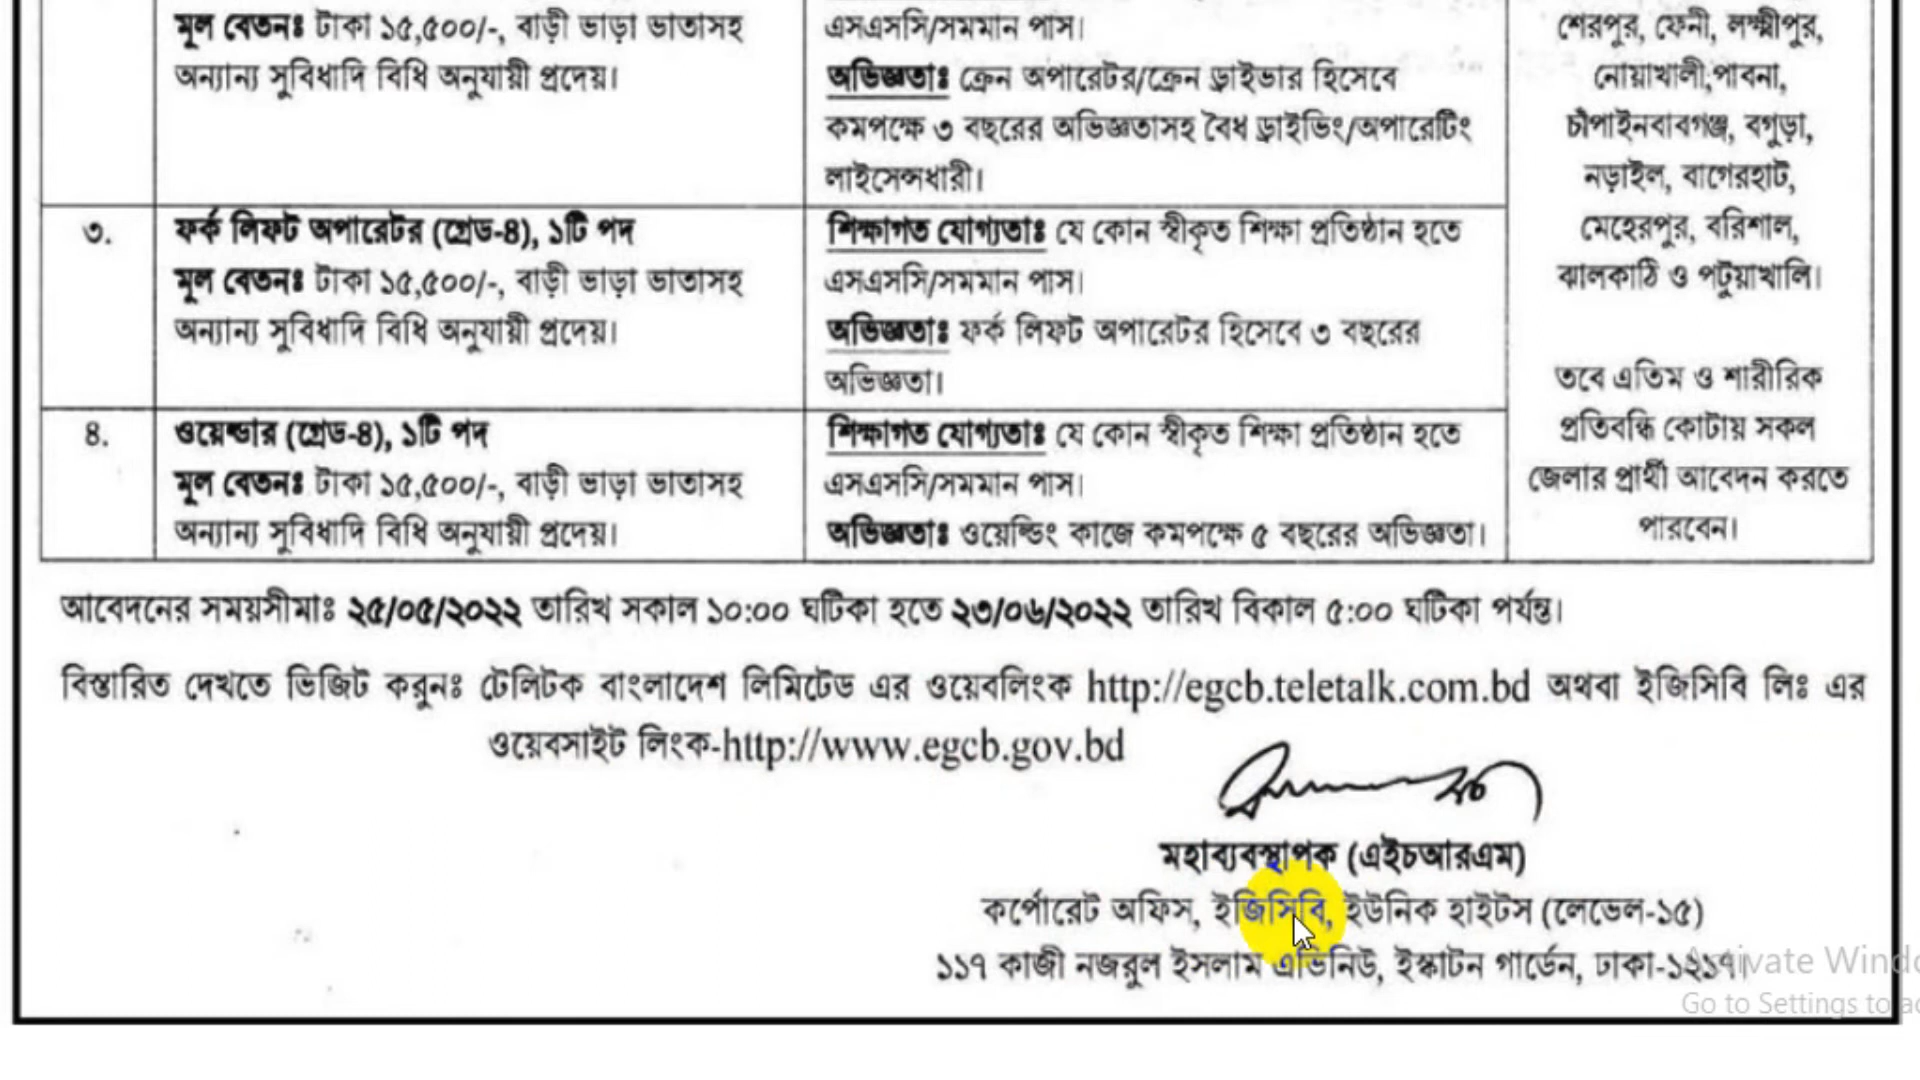 মূল বেতনঃ টাকা ১৫,৫০০/-, বাড়ী ভাড়া ভাতাসহ
অন্যান্য সুবিধাদি বিধি অনুযায়ী প্রদেয়।
এসএসসি/সমমান পাস।
অভিজ্ঞতাঃ ক্রেন অপারেটর/ক্রেন ড্রাইভার হিসেবে
কমপক্ষে ৩ বছরের অভিজ্ঞতাসহ বৈধ ড্রাইভিং/অপারেটিং
লাইসেন্সধারী।
শেরপুর, ফেনী, লক্ষ্মীপুর,
নোয়াখালী,পাবনা,
চাঁপাইনবাবগঞ্জ, বগুড়া,
নড়াইল, বাগেরহাট,
মেহেরপুর, বরিশাল,
ঝালকাঠি ও পটুয়াখালি।
তবে এতিম ও শারীরিক
প্রতিবন্ধি কোটায় সকল
জেলার প্রার্থী আবেদন করতে
পারবেন।
৩.
ফর্ক লিফট অপারেটর (গ্রেড-৪), ১টি পদ
মূল বেতনঃ টাকা ১৫,৫০০/-, বাড়ী ভাড়া ভাতাসহ
অন্যান্য সুবিধাদি বিধি অনুযায়ী প্রদেয়।
শিক্ষাগত যোগ্যতাঃ যে কোন স্বীকৃত শিক্ষা প্রতিষ্ঠান হতে
এসএসসি/সমমান পাস।
অভিজ্ঞতাঃ ফর্ক লিফট অপারেটর হিসেবে ৩ বছরের
অভিজ্ঞতা।
৪.
ওয়েল্ডার (গ্রেড-৪), ১টি পদ
মূল বেতনঃ টাকা ১৫,৫০০/-, বাড়ী ভাড়া ভাতাসহ
অন্যান্য সুবিধাদি বিধি অনুযায়ী প্রদেয়।
শিক্ষাগত যোগ্যতাঃ যে কোন স্বীকৃত শিক্ষা প্রতিষ্ঠান হতে
এসএসসি/সমমান পাস।
অভিজ্ঞতাঃ ওয়েল্ডিং কাজে কমপক্ষে ৫ বছরের অভিজ্ঞতা।
আবেদনের সময়সীমাঃ ২৫/০৫/২০২২ তারিখ সকাল ১০:০০ ঘটিকা হতে ২৩/০৬/২০২২ তারিখ বিকাল ৫:০০ ঘটিকা পর্যন্ত।
বিস্তারিত দেখতে ভিজিট করুনঃ টেলিটক বাংলাদেশ লিমিটেড এর ওয়েবলিংক http://egcb.teletalk.com.bd অথবা ইজিসিবি লিঃ এর
ওয়েবসাইট লিংক-http://www.egcb.gov.bd
মহাব্যবস্থাপক (এইচআরএম)
কর্পোরেট অফিস, ইজিসিবি, ইউনিক হাইটস (লেভেল-১৫)
১১৭ কাজী নজরুল ইসলাম এভিনিউ, ইস্কাটন গার্ডেন, ঢাকা-১২১৭।
Go to Settings to